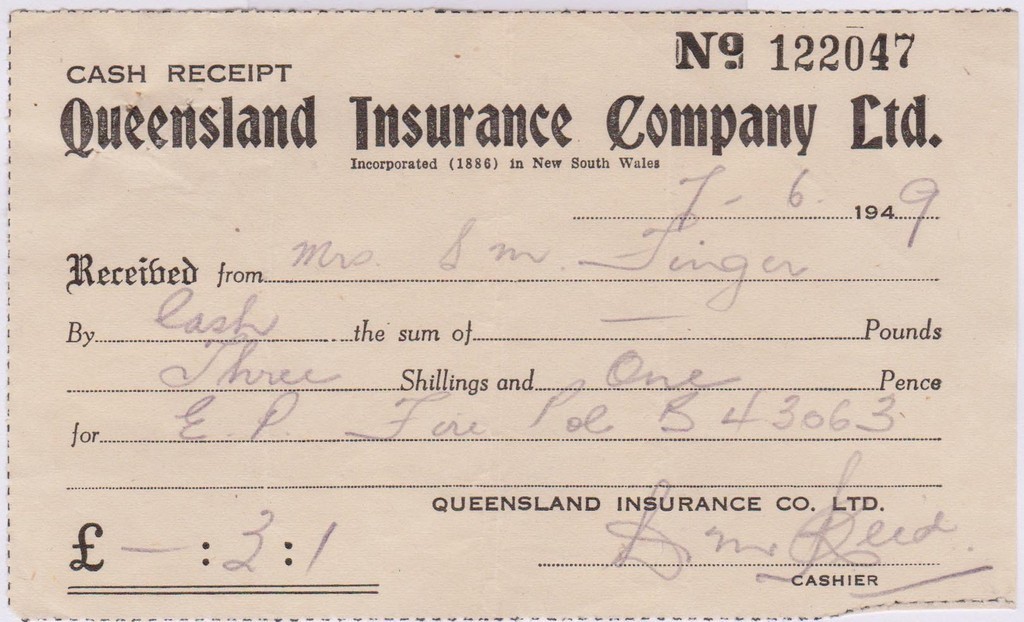 Nº 122047
CASH RECEIPT
Queensland Insurance Company Ltd.
Incorporated (1886) in New South Wales
7 - 6. 1949
Received from Mrs. S m. Finger
By Cash the sum of — Pounds
Three Shillings and One Pence
for E. P. Fire Pol B 43063
QUEENSLAND INSURANCE CO. LTD.
£ — : 3 : 1
m Reid.
CASHIER